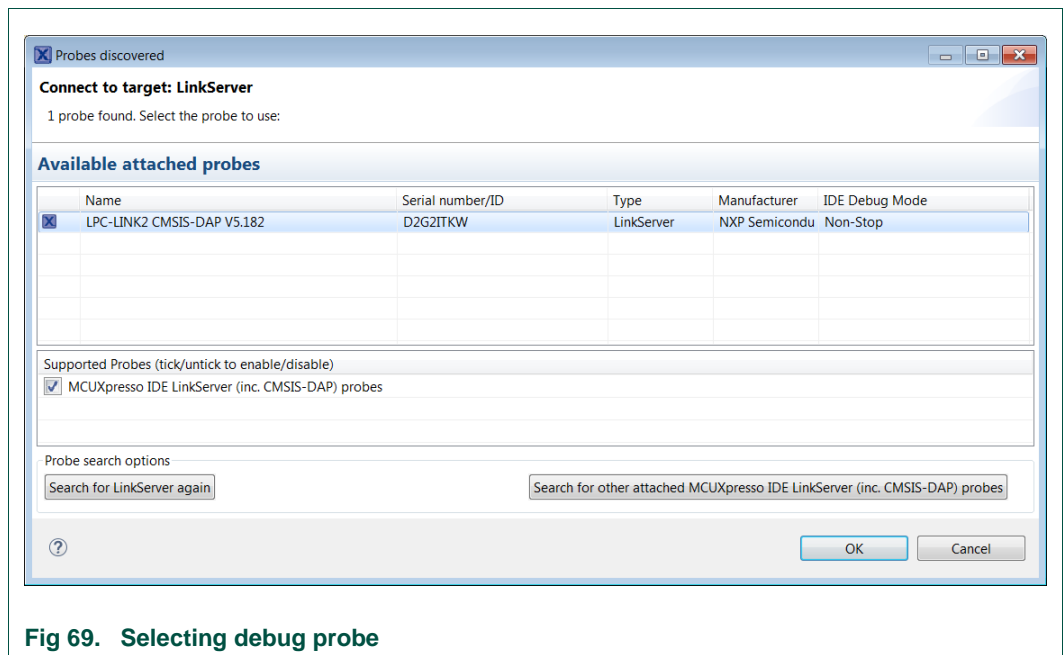 Probes discovered
Connect to target: LinkServer
1 probe found. Select the probe to use:
Available attached probes
Name Serial number/ID Type Manufacturer IDE Debug Mode
LPC-LINK2 CMSIS-DAP V5.182 D2G2ITKW LinkServer NXP Semicondu Non-Stop
Supported Probes (tick/untick to enable/disable)
MCUXpresso IDE LinkServer (inc. CMSIS-DAP) probes
Probe search options
Search for LinkServer again Search for other attached MCUXpresso IDE LinkServer (inc. CMSIS-DAP) probes
? OK Cancel
Fig 69. Selecting debug probe